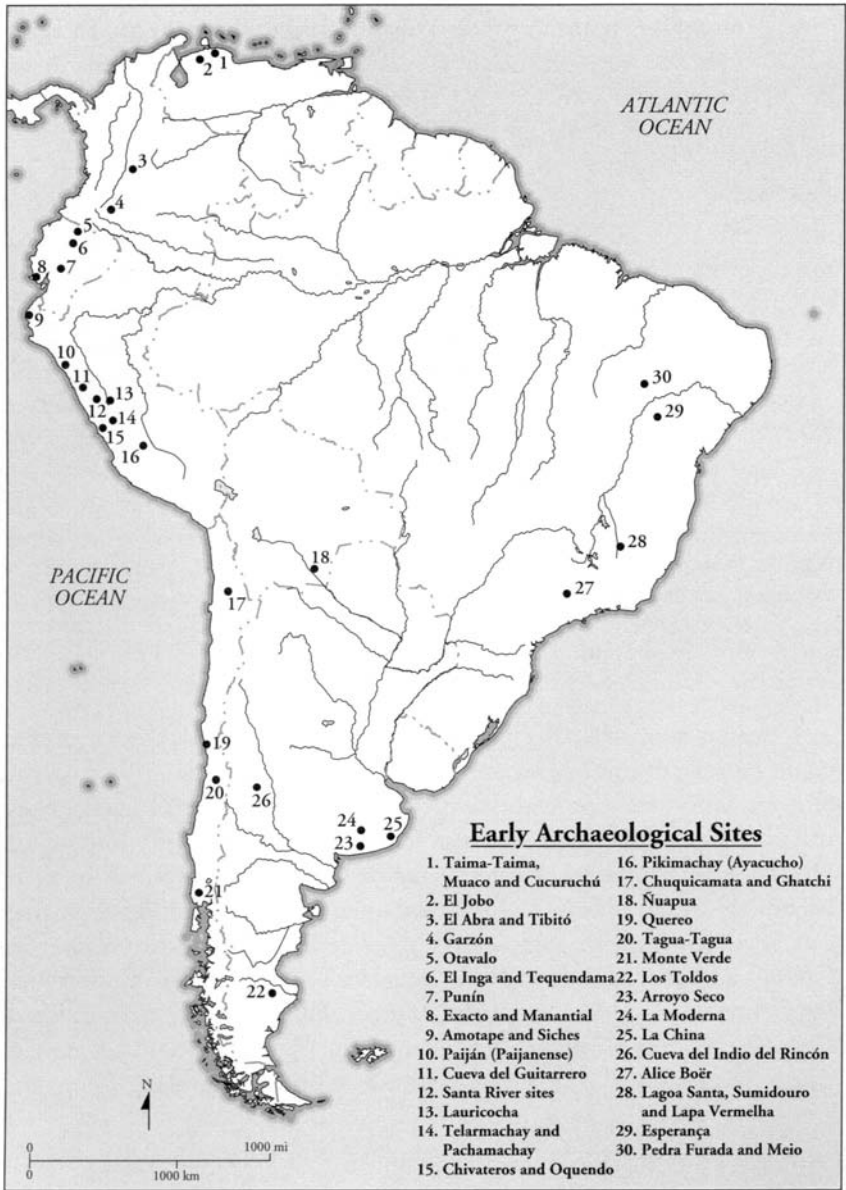 ATLANTIC
OCEAN
1
2
3
4
5
6
7
8
9
10
11
12
13
14
15
16
30
29
28
27
18
17
PACIFIC
OCEAN
19
20
26
24
25
23
21
22
N
0
1000 mi
0
1000 km
Early Archaeological Sites
1. Taima-Taima,
Muaco and Cucuruchú
2. El Jobo
3. El Abra and Tibitó
4. Garzón
5. Otavalo
6. El Inga and Tequendama
7. Punín
8. Exacto and Manantial
9. Amotape and Siches
10. Paiján (Paijanense)
11. Cueva del Guitarrero
12. Santa River sites
13. Lauricocha
14. Telarmachay and
Pachamachay
15. Chivateros and Oquendo
16. Pikimachay (Ayacucho)
17. Chuquicamata and Ghatchi
18. Ñuapua
19. Quereo
20. Tagua-Tagua
21. Monte Verde
22. Los Toldos
23. Arroyo Seco
24. La Moderna
25. La China
26. Cueva del Indio del Rincón
27. Alice Boër
28. Lagoa Santa, Sumidouro
and Lapa Vermelha
29. Esperança
30. Pedra Furada and Meio